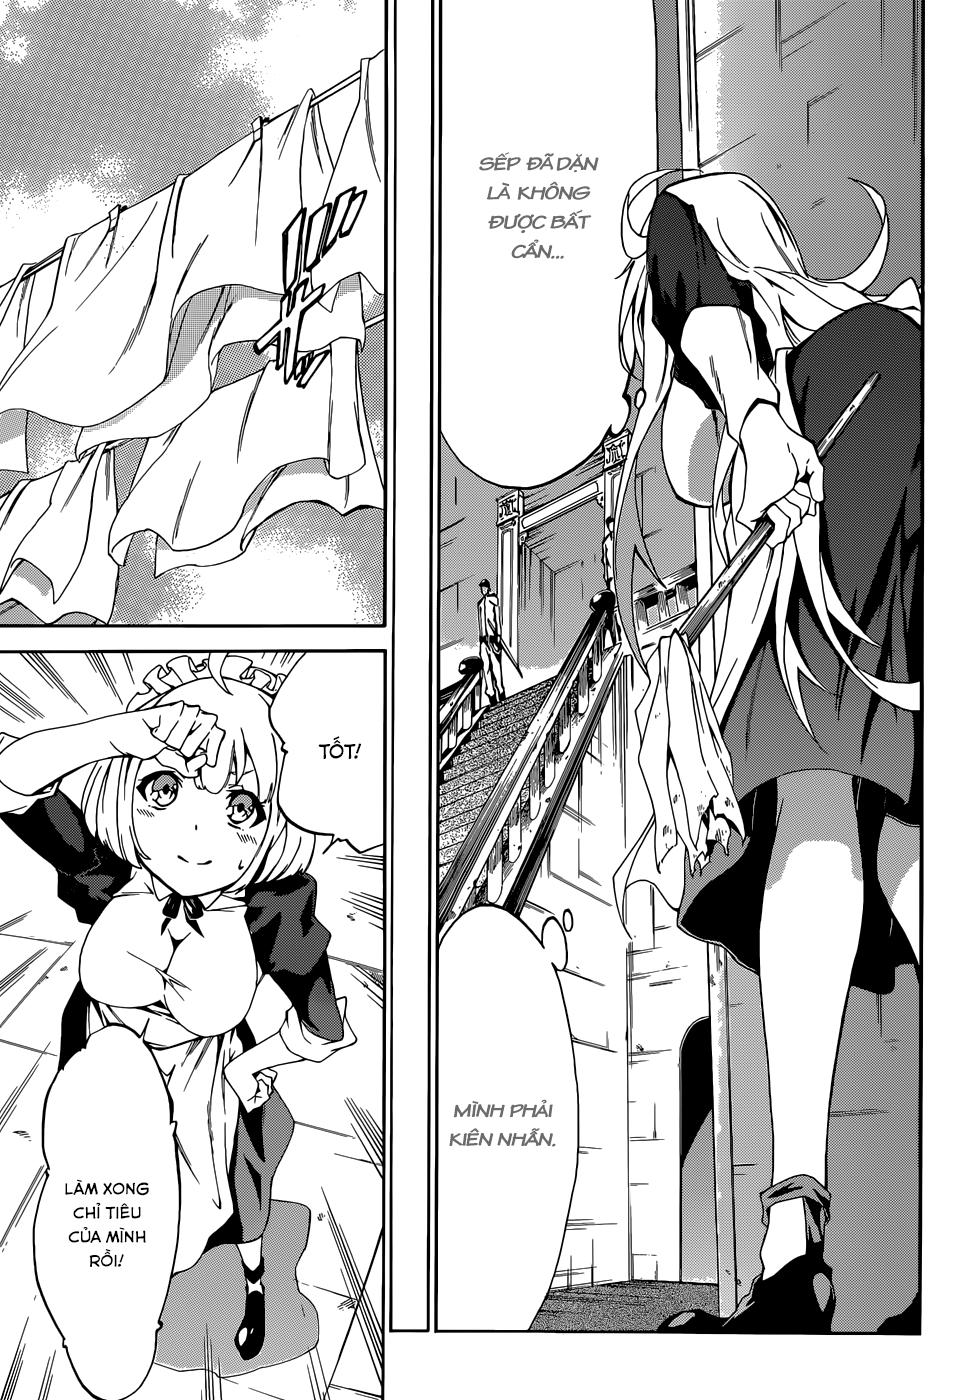 SẾP ĐÃ DẶN
LÀ KHÔNG
ĐƯỢC BẤT
CẨN...
MÌNH PHẢI
KIÊN NHẪN.
TỐT!
LÀM XONG
CHỈ TIÊU
CỦA MÌNH
RỒI!